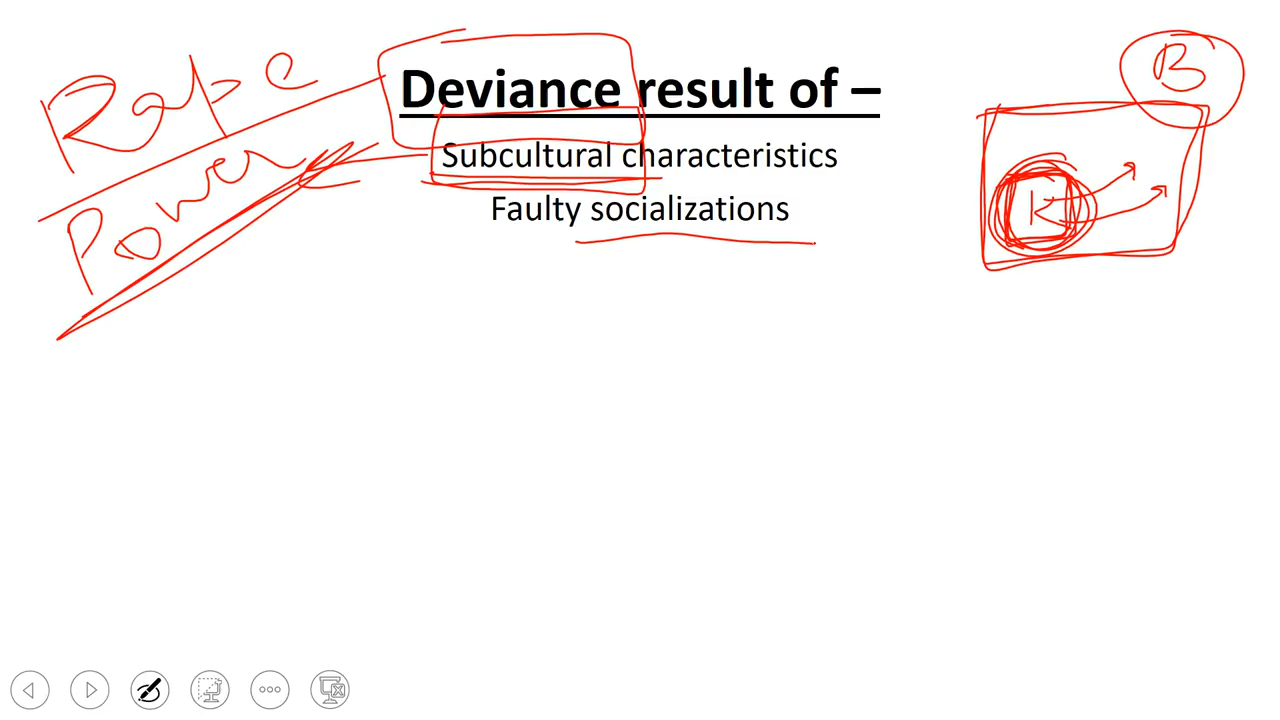 Deviance result of –
Subcultural characteristics
Faulty socializations
Rape
Power
B
K